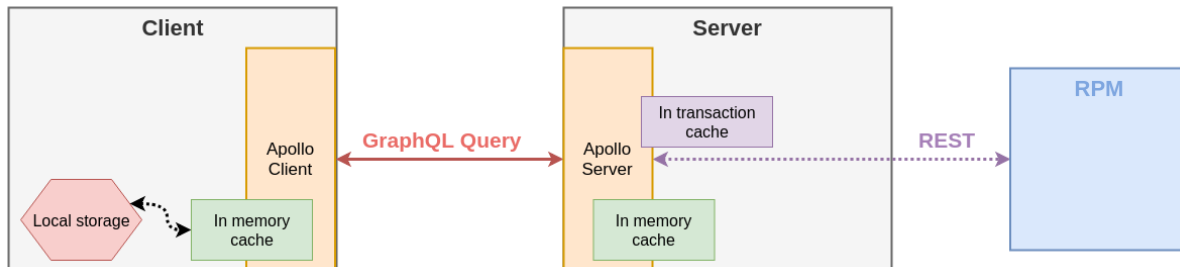 Client
Server
RPM
In transaction
cache
GraphQL Query
REST
Apollo
Client
Apollo
Server
Local storage
In memory
cache
In memory
cache